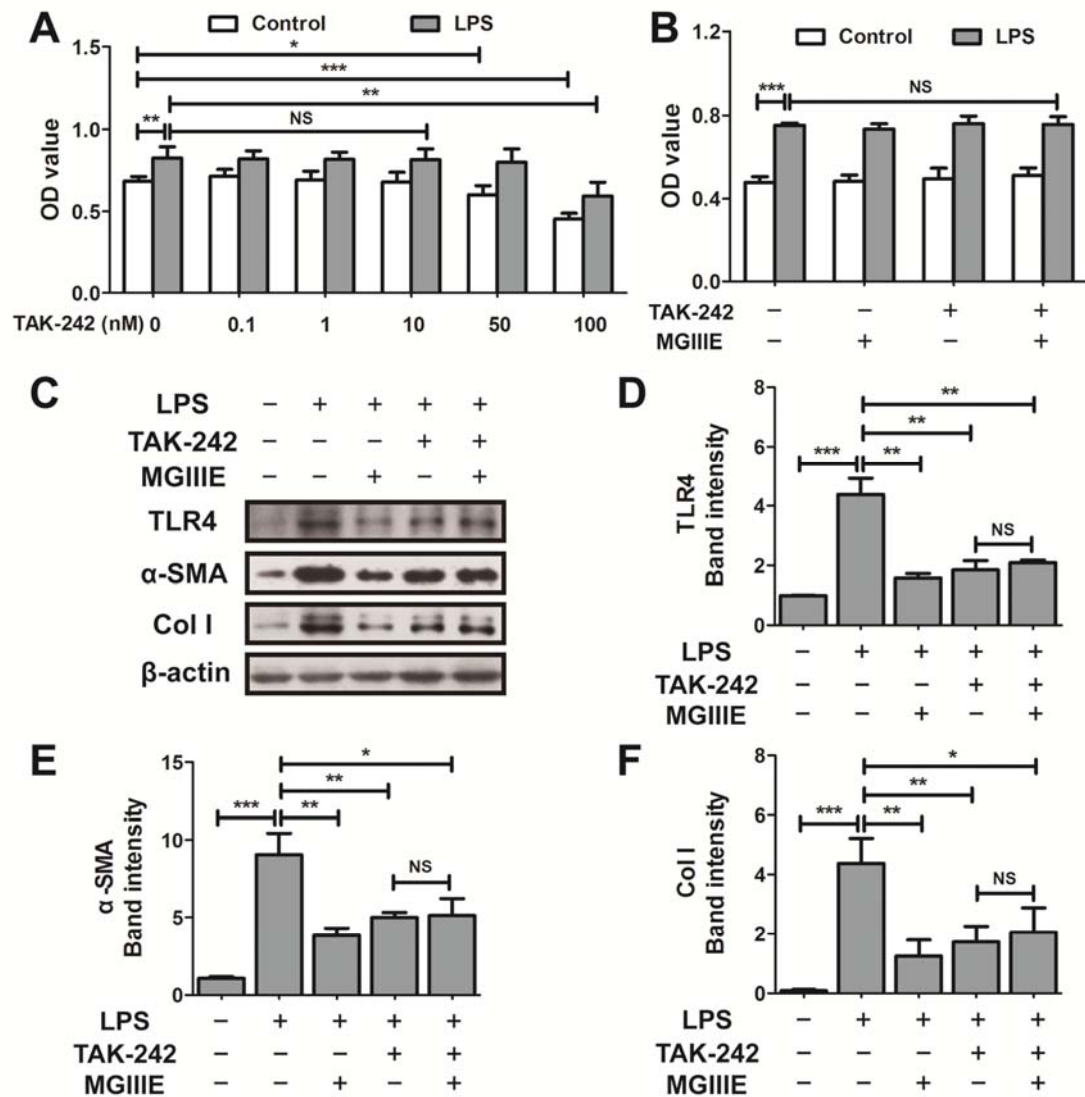 A
Control LPS
OD value
1.5
1.0
0.5
0.0
*
***
**
** NS
TAK-242 (nM) 0 0.1 1 10 50 100
B
Control LPS
OD value
1.2
0.8
0.4
0.0
*** NS
TAK-242 − − + +
MGIIIE − + − +
C
LPS − + + + +
TAK-242 − − − + +
MGIIIE − − + − +
TLR4
α-SMA
Col I
β-actin
D
TLR4
Band intensity
8
6
4
2
0
**
**
*** **
NS
LPS − + + + +
TAK-242 − − − + +
MGIIIE − − + − +
E
α-SMA
Band intensity
15
10
5
0
*
**
*** **
NS
LPS − + + + +
TAK-242 − − − + +
MGIIIE − − + − +
F
Col I
Band intensity
8
6
4
2
0
*
**
*** **
NS
LPS − + + + +
TAK-242 − − − + +
MGIIIE − − + − +